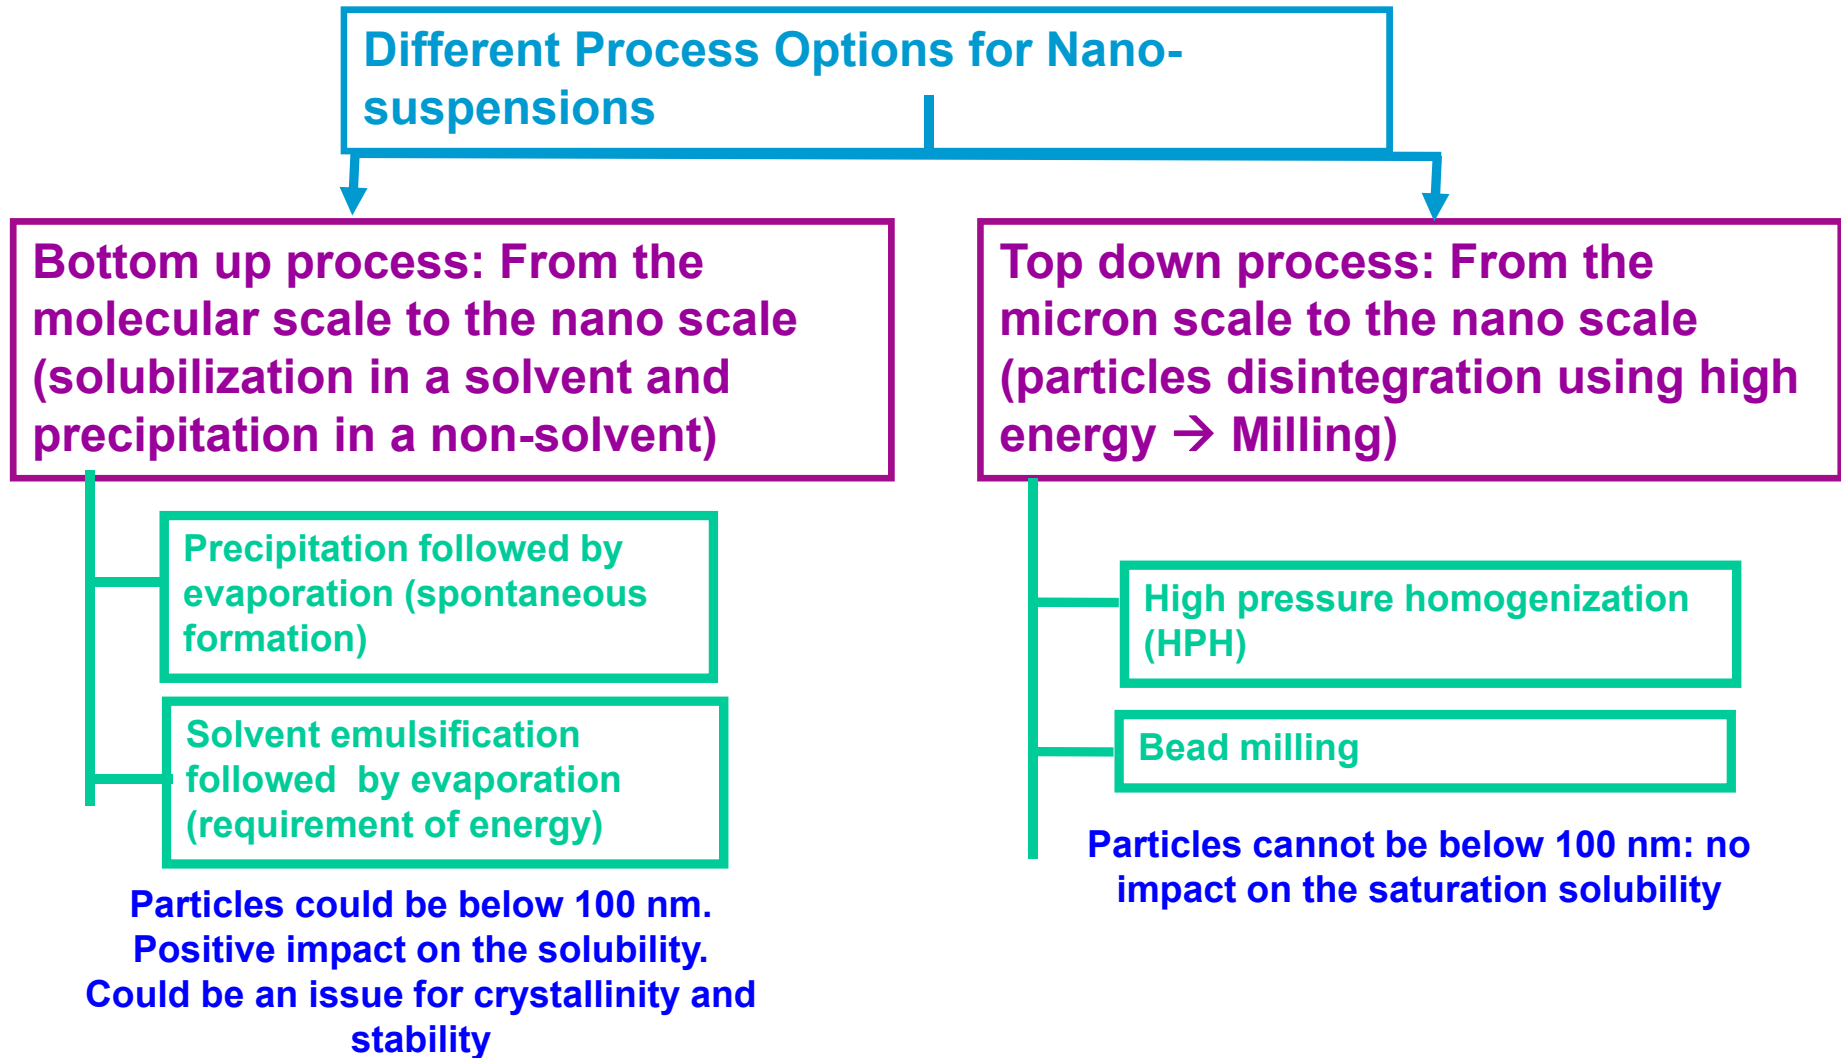 Different Process Options for Nano-
suspensions
Bottom up process: From the
molecular scale to the nano scale
(solubilization in a solvent and
precipitation in a non-solvent)
Precipitation followed by
evaporation (spontaneous
formation)
Solvent emulsification
followed  by evaporation
(requirement of energy)
Particles could be below 100 nm.
Positive impact on the solubility.
Could be an issue for crystallinity and
stability
Top down process: From the
micron scale to the nano scale
(particles disintegration using high
energy → Milling)
High pressure homogenization
(HPH)
Bead milling
Particles cannot be below 100 nm: no
impact on the saturation solubility